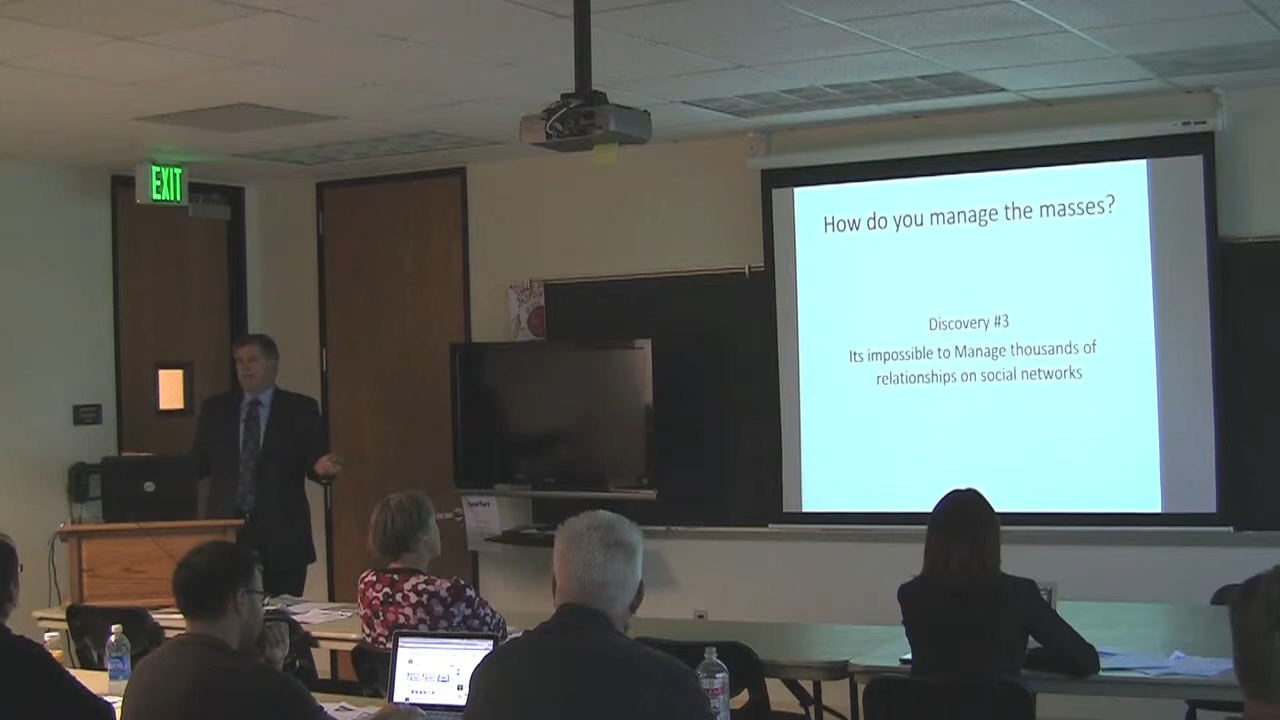 EXIT
How do you manage the masses?
Discovery #3
Its impossible to Manage thousands of
relationships on social networks